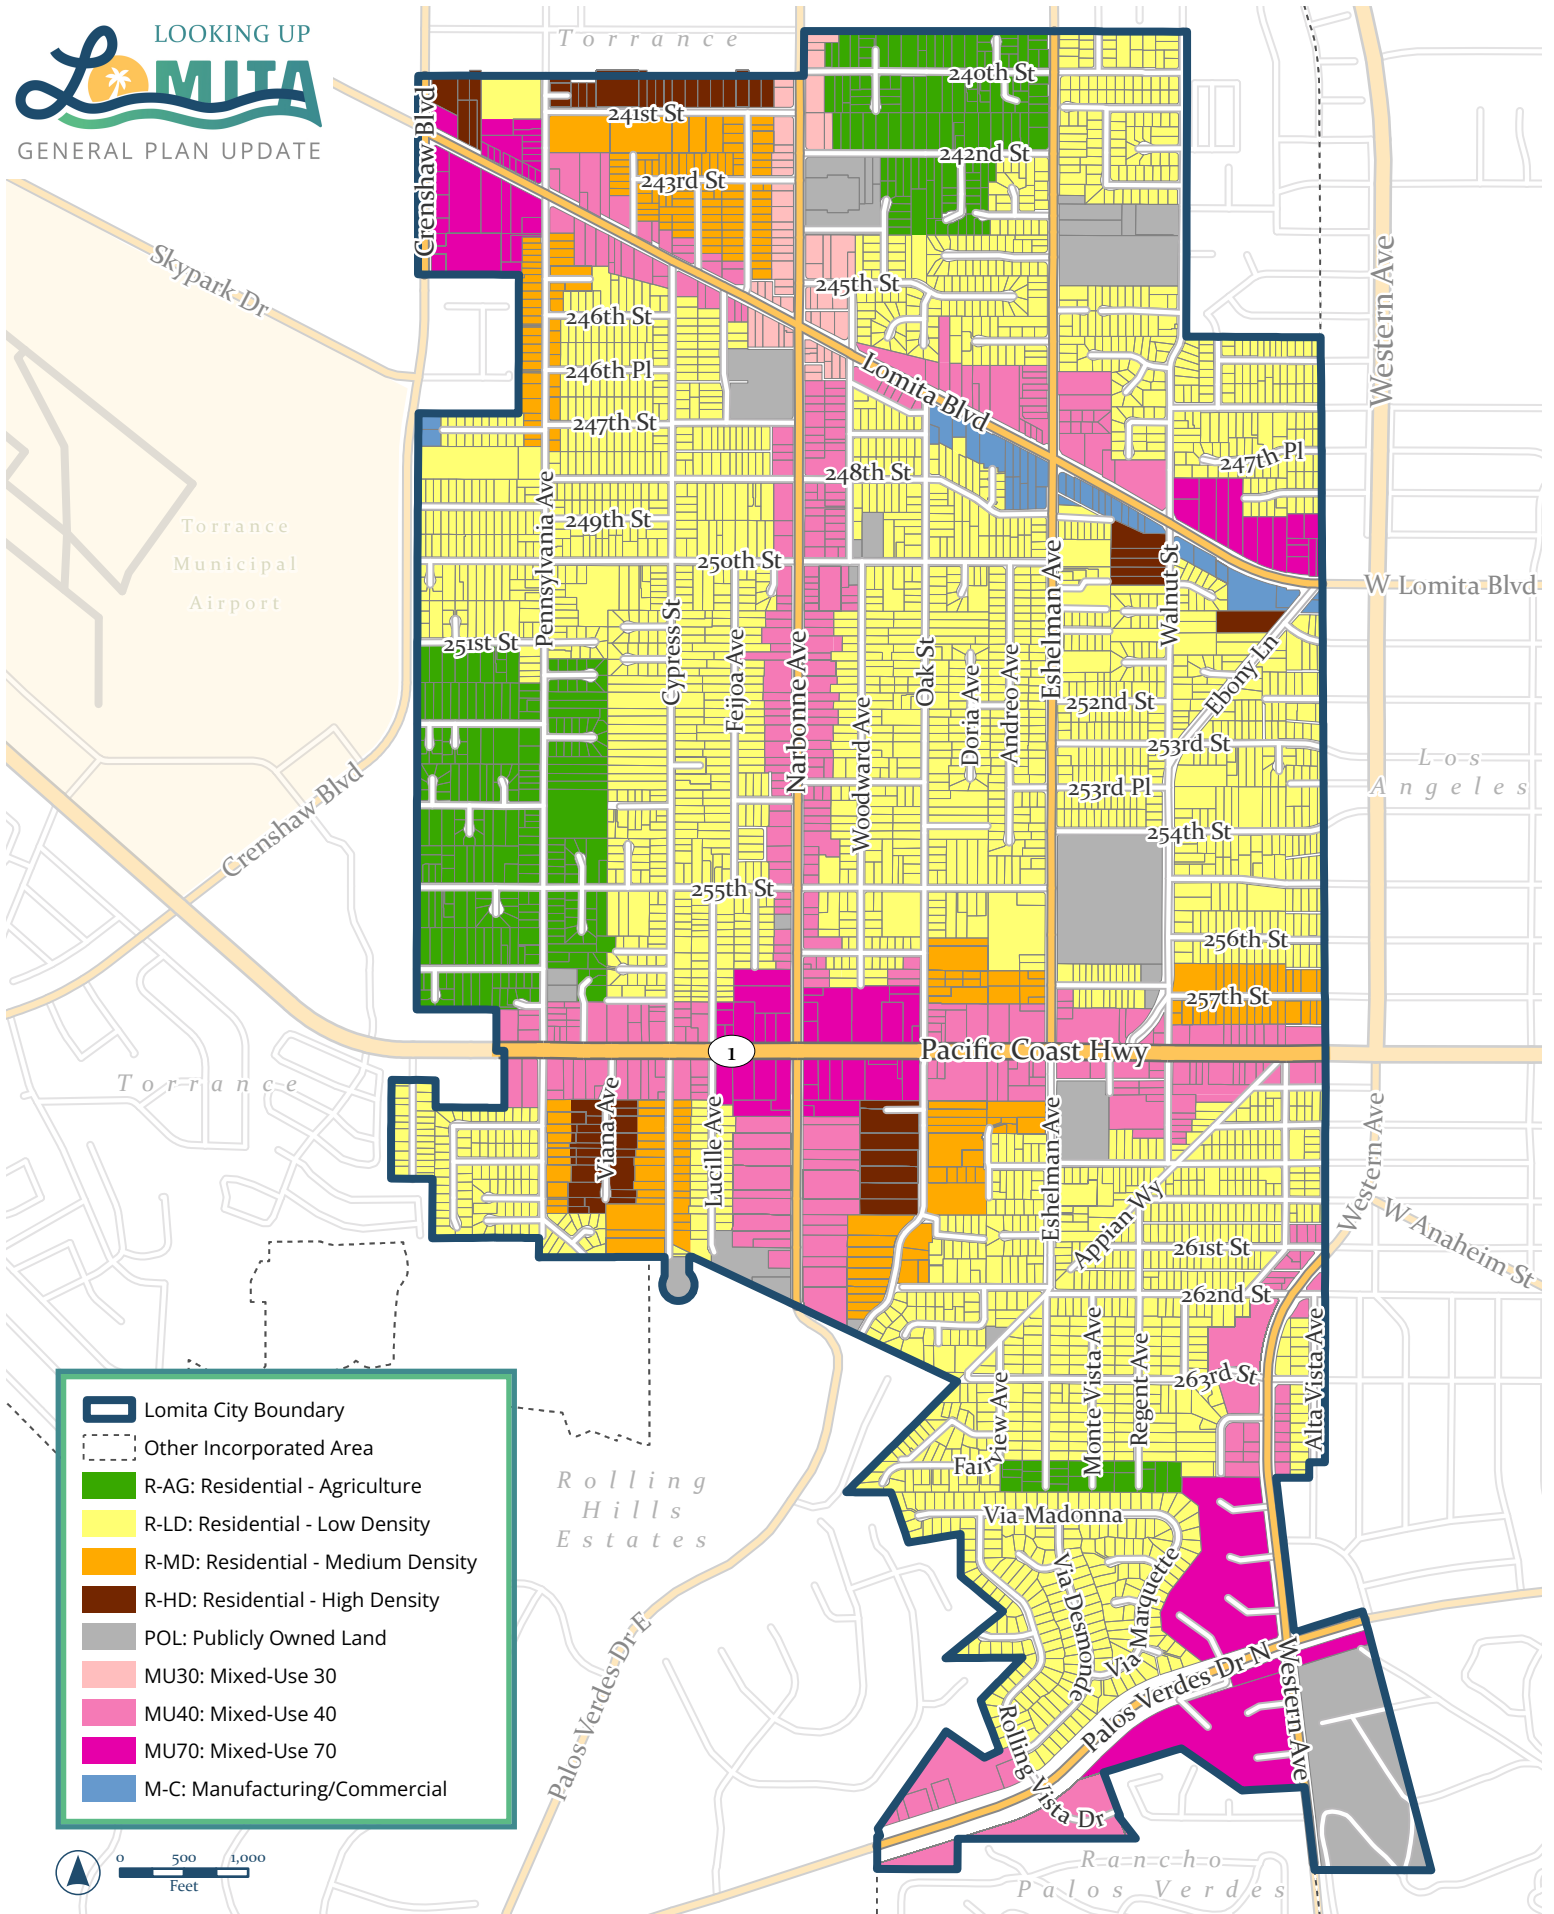 LOOKING UP
LOMITA
GENERAL PLAN UPDATE
Torrance
240th St
241st St
242nd St
243rd St
Crenshaw Blvd
Skypark Dr
245th St
246th St
246th Pl
Lomita Blvd
Western Ave
247th St
247th Pl
248th St
249th St
250th St
Torrance
Municipal
Airport
Pennsylvania Ave
W Lomita Blvd
251st St
Cypress St
Feijoa Ave
Narbonne Ave
Woodward Ave
Oak St
Doria Ave
Andreo Ave
Eshelman Ave
Walnut St
Ebony Ln
252nd St
253rd St
253rd Pl
254th St
Los
Angeles
Crenshaw Blvd
255th St
256th St
257th St
1
Pacific Coast Hwy
Torrance
Viana Ave
Lucille Ave
Eshelman Ave
Appian Wy
Western Ave
W Anaheim St
261st St
262nd St
263rd St
Fairview Ave
Monte Vista Ave
Regent Ave
Alta Vista Ave
Via Madonna
Via Desmonde
Via Marquette
Rolling
Hills
Estates
Palos Verdes Dr E
Palos Verdes Dr N
Western Ave
Rolling Vista Dr
Rancho
Palos Verdes
Lomita City Boundary
Other Incorporated Area
R-AG: Residential - Agriculture
R-LD: Residential - Low Density
R-MD: Residential - Medium Density
R-HD: Residential - High Density
POL: Publicly Owned Land
MU30: Mixed-Use 30
MU40: Mixed-Use 40
MU70: Mixed-Use 70
M-C: Manufacturing/Commercial
0 500 1,000
Feet